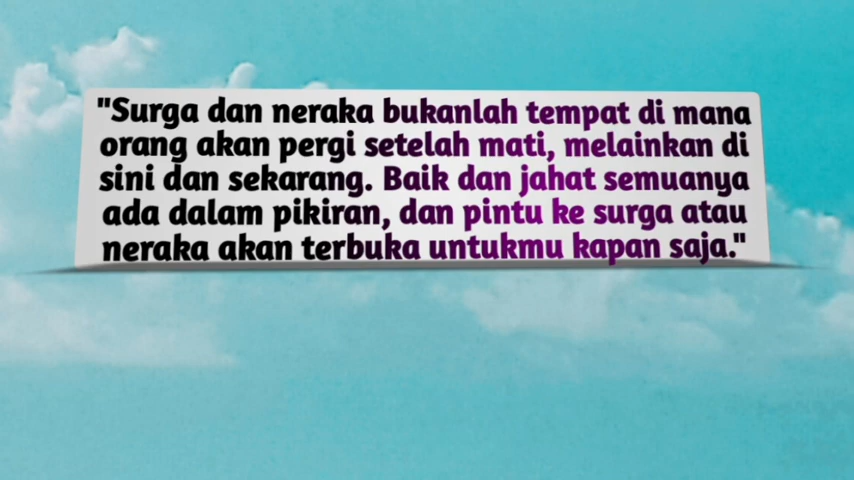 "Surga dan neraka bukanlah tempat di mana
orang akan pergi setelah mati, melainkan di
sini dan sekarang. Baik dan jahat semuanya
ada dalam pikiran, dan pintu ke surga atau
neraka akan terbuka untukmu kapan saja."